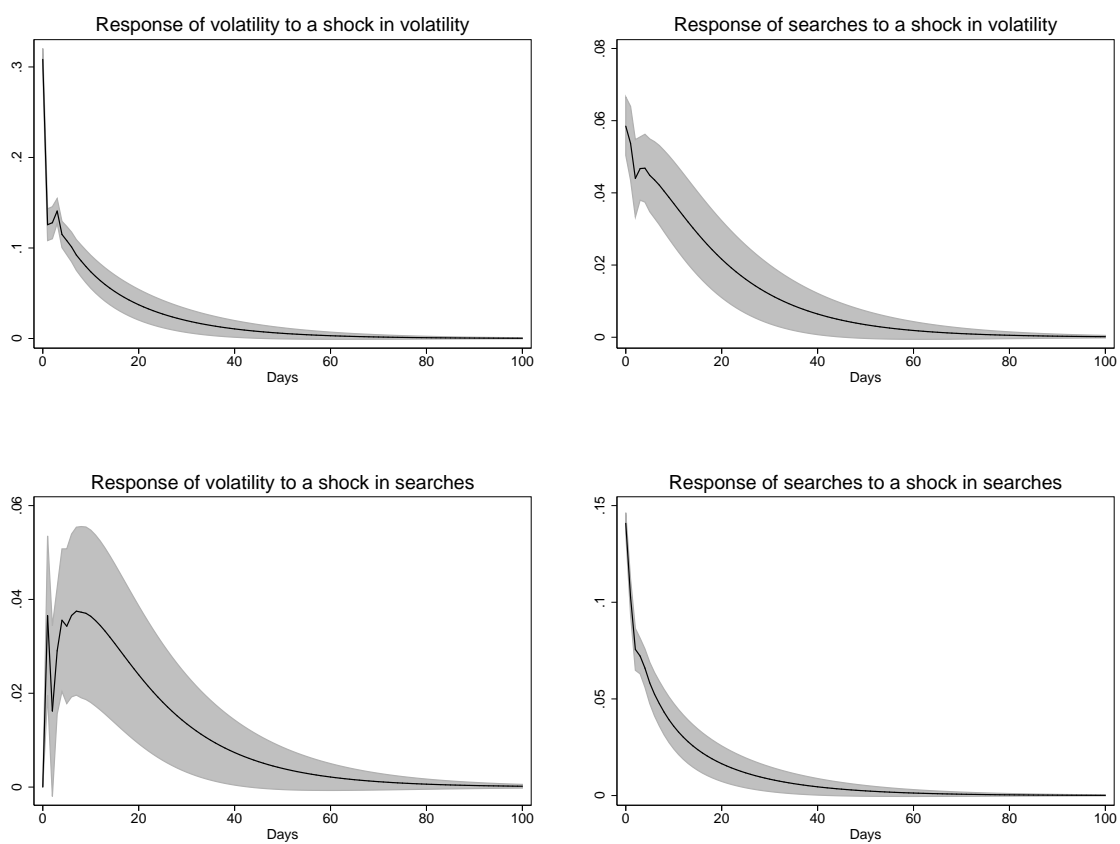 Response of volatility to a shock in volatility
.3
.2
.1
0
0 20 40 60 80 100
Days
Response of searches to a shock in volatility
.08
.06
.04
.02
0
0 20 40 60 80 100
Days
Response of volatility to a shock in searches
.06
.04
.02
0
0 20 40 60 80 100
Days
Response of searches to a shock in searches
.15
.1
.05
0
0 20 40 60 80 100
Days